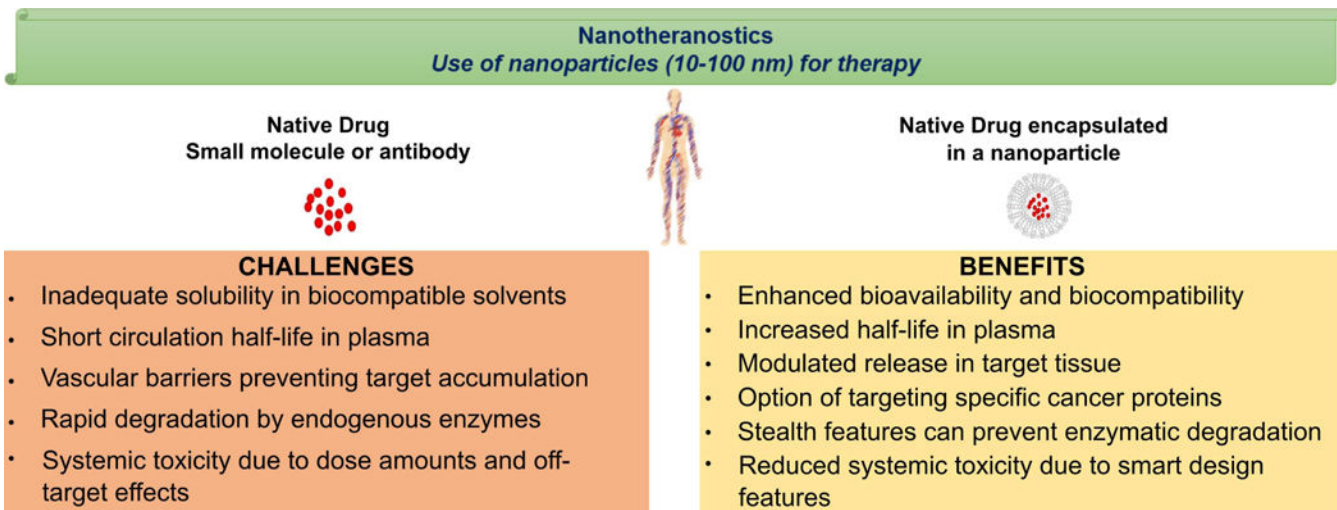 Nanotheranostics
Use of nanoparticles (10-100 nm) for therapy
Native Drug
Small molecule or antibody
Native Drug encapsulated
in a nanoparticle
CHALLENGES
• Inadequate solubility in biocompatible solvents
• Short circulation half-life in plasma
• Vascular barriers preventing target accumulation
• Rapid degradation by endogenous enzymes
• Systemic toxicity due to dose amounts and off-
target effects
BENEFITS
• Enhanced bioavailability and biocompatibility
• Increased half-life in plasma
• Modulated release in target tissue
• Option of targeting specific cancer proteins
• Stealth features can prevent enzymatic degradation
• Reduced systemic toxicity due to smart design
features